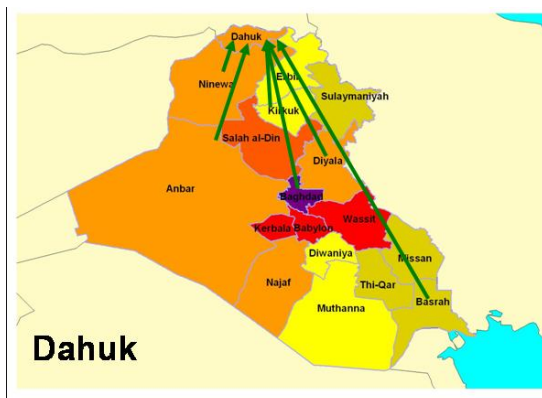 Dahuk
Ninewa
Erbil
Sulaymaniyah
Kirkuk
Salah al-Din
Diyala
Anbar
Baghdad
Wassit
Kerbala
Babylon
Diwaniya
Missan
Najaf
Thi-Qar
Basrah
Muthanna
Dahuk